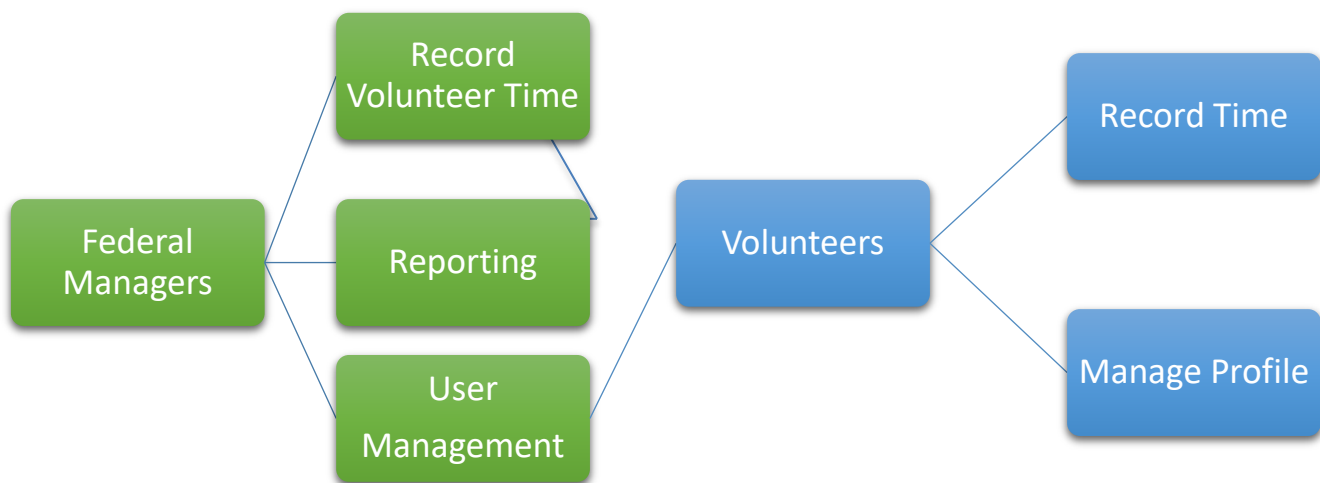 Federal
Managers
Record
Volunteer Time
Reporting
User
Management
Volunteers
Record Time
Manage Profile